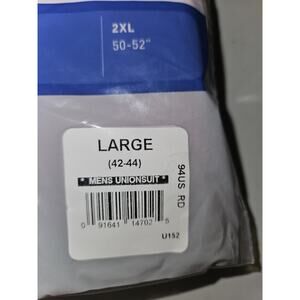 2XL
50-52"
LARGE
(42-44)
* MENS UNIONSUIT *
94US RD
0 91641 14702 5
U152